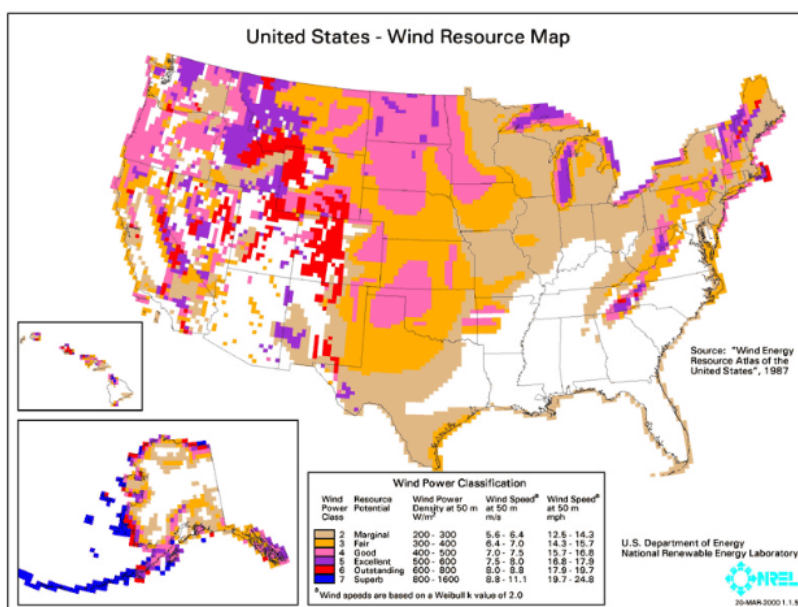 United States - Wind Resource Map
Source: "Wind Energy
Resource Atlas of the
United States", 1987
Wind Power Classification
Wind Power Class Resource Potential Wind Power Density at 50 m W/m² Wind Speedᵃ at 50 m m/s Wind Speedᵃ at 50 m mph
2 Marginal 200 - 300 5.6 - 6.4 12.5 - 14.3
3 Fair 300 - 400 6.4 - 7.0 14.3 - 15.7
4 Good 400 - 500 7.0 - 7.5 15.7 - 16.8
5 Excellent 500 - 600 7.5 - 8.0 16.8 - 17.9
6 Outstanding 600 - 800 8.0 - 8.8 17.9 - 19.7
7 Superb 800 - 1600 8.8 - 11.1 19.7 - 24.8
ᵃWind speeds are based on a Weibull k value of 2.0
U.S. Department of Energy
National Renewable Energy Laboratory
NREL
20-MAR-2000 1.1.5